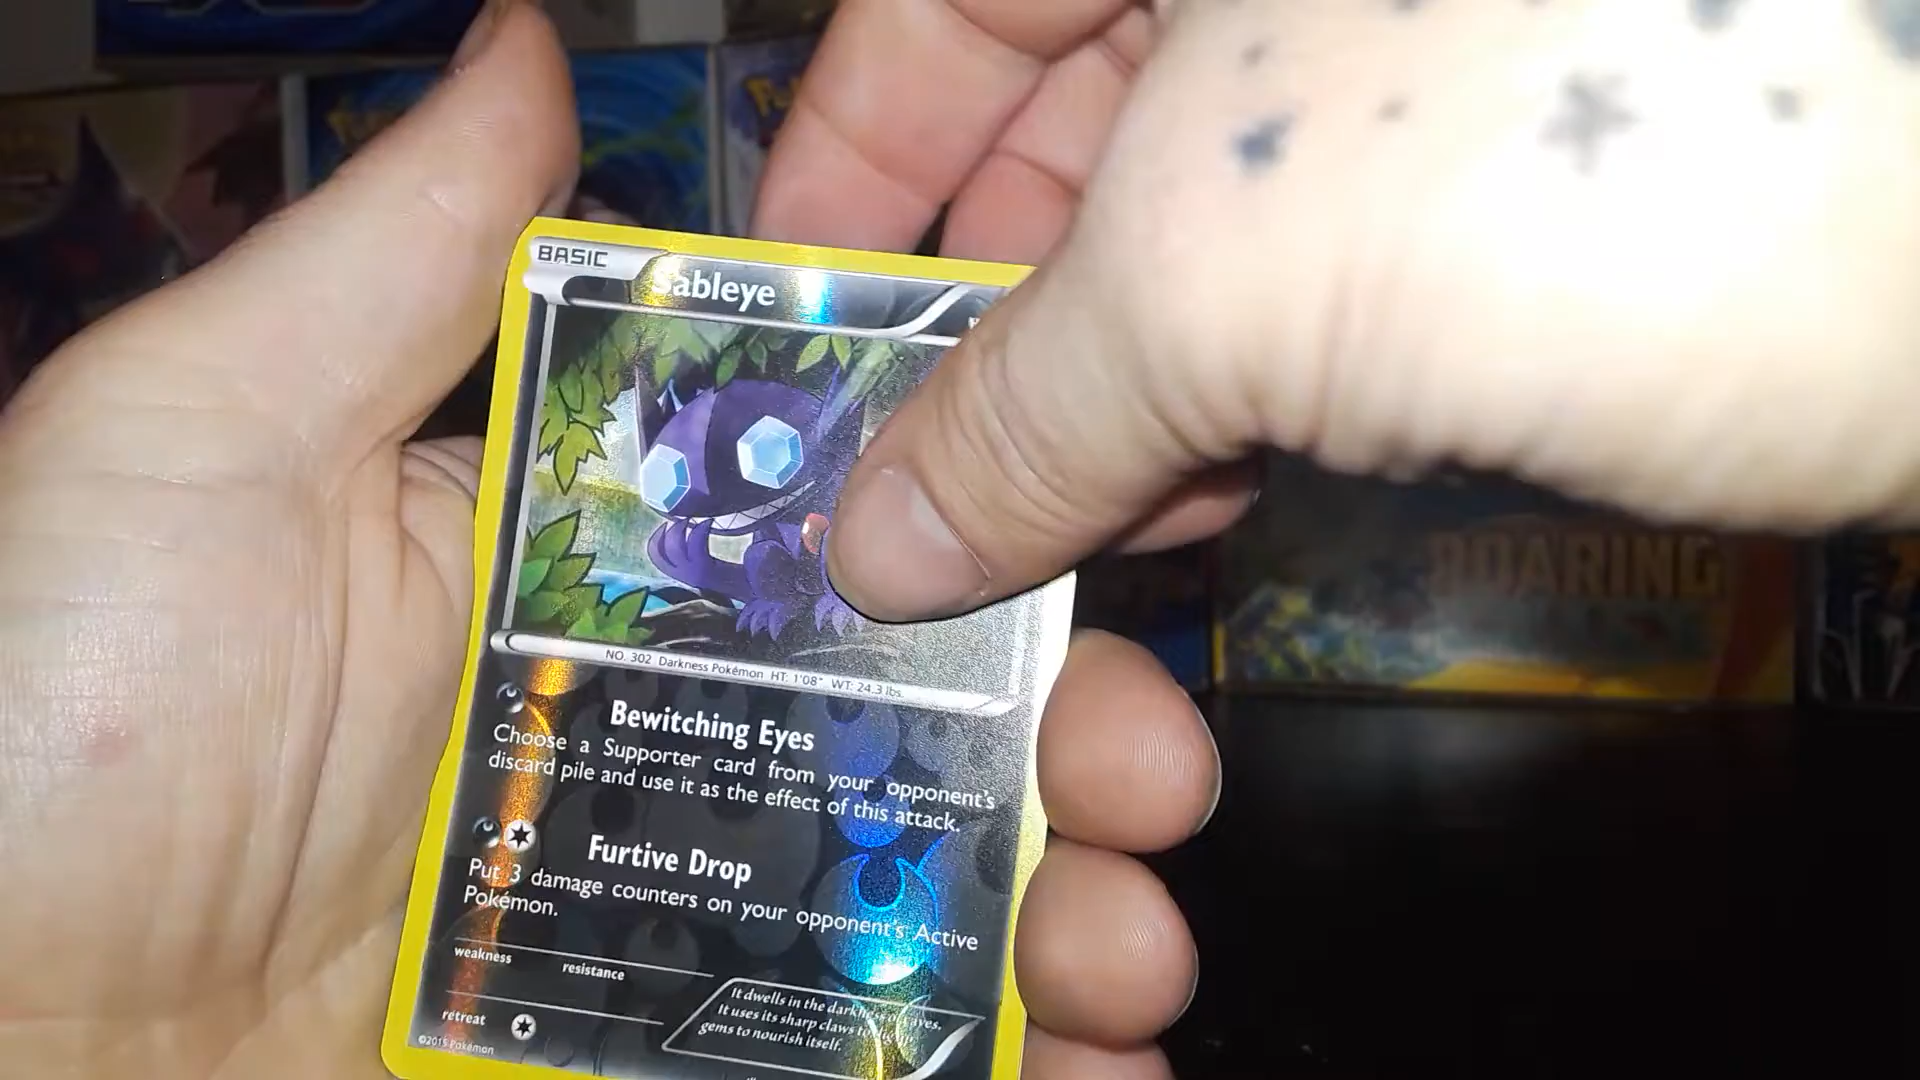 BASIC
Sableye
NO. 302 Darkness Pokémon HT: 1'08" WT: 24.3 lbs.
Bewitching Eyes
Choose a Supporter card from your opponent's
discard pile and use it as the effect of this attack.
Furtive Drop
Put 3 damage counters on your opponent's Active
Pokémon.
weakness
resistance
It dwells in the darkness of caves.
It uses its sharp claws to dig up
gems to nourish itself.
retreat
©2015 Pokémon
ROARING